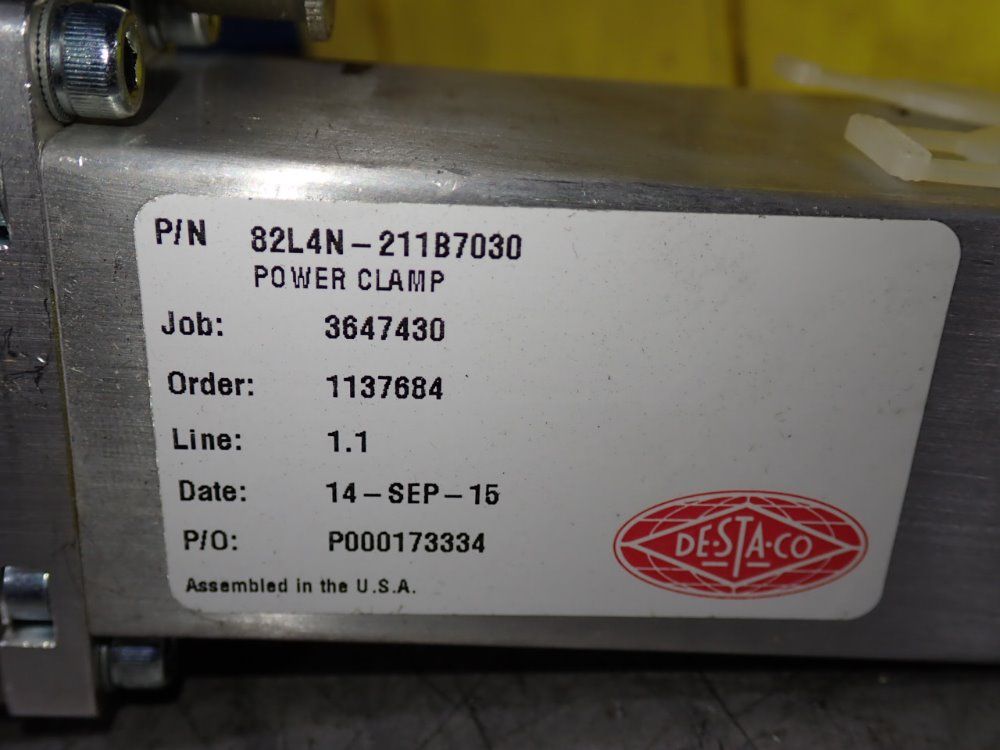 P/N 82L4N-211B7030
POWER CLAMP
Job: 3647430
Order: 1137684
Line: 1.1
Date: 14-SEP-15
P/O: P000173334
Assembled in the U.S.A.
DE-STA-CO